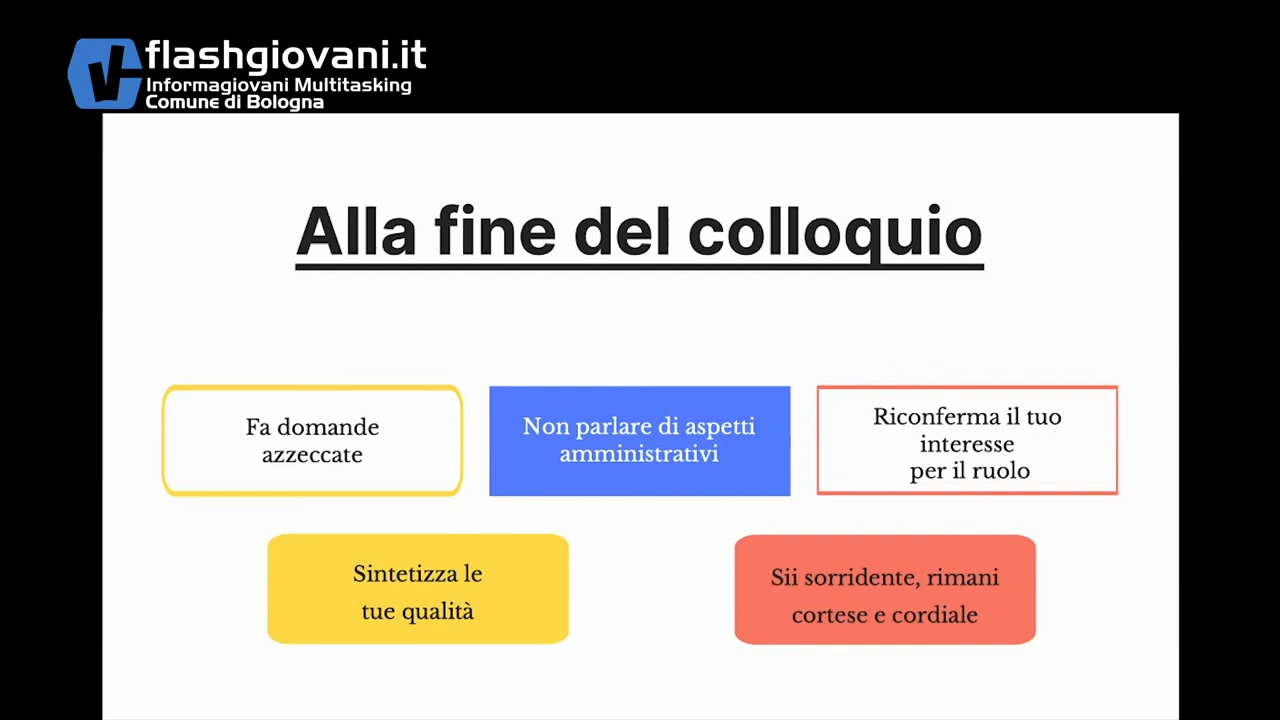 flashgiovani.it
Informagiovani Multitasking
Comune di Bologna
Alla fine del colloquio
Fa domande
azzeccate
Non parlare di aspetti
amministrativi
Riconferma il tuo
interesse
per il ruolo
Sintetizza le
tue qualità
Sii sorridente, rimani
cortese e cordiale